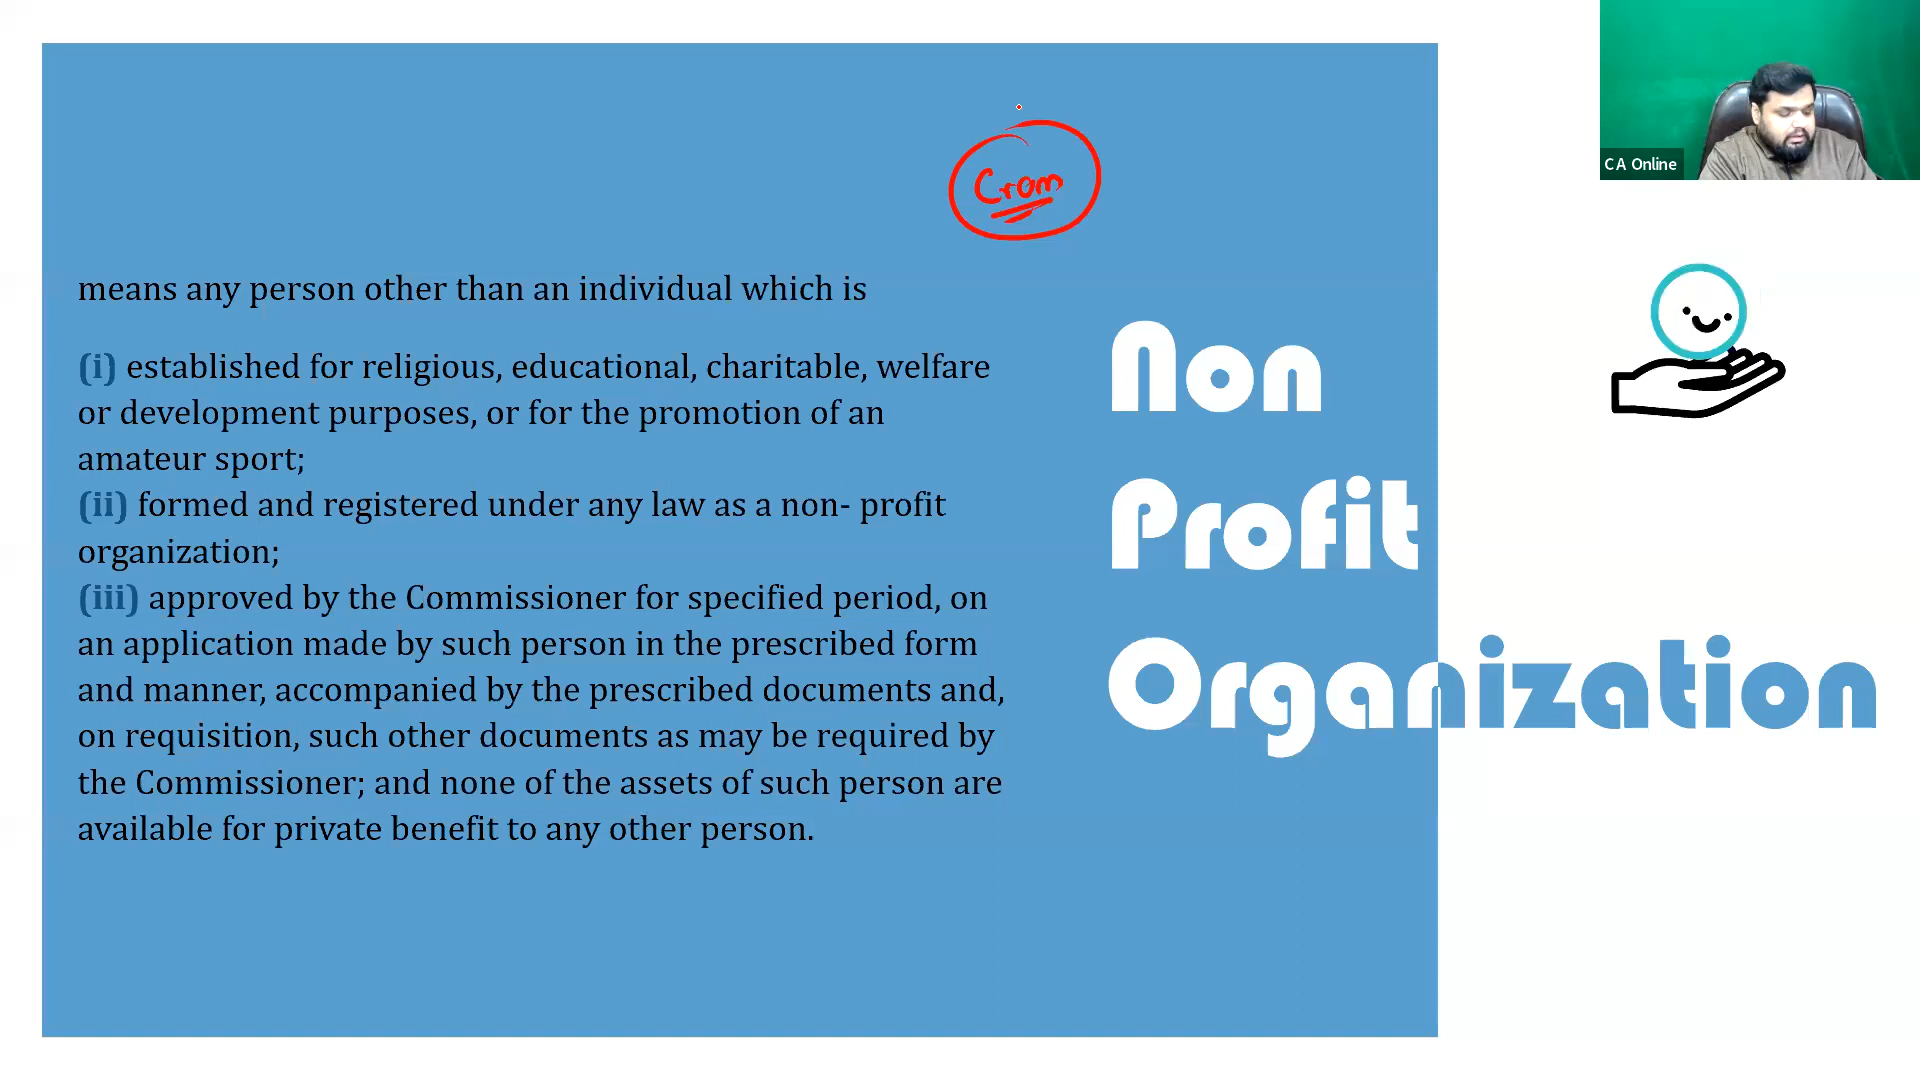 Cram
means any person other than an individual which is
(i) established for religious, educational, charitable, welfare
or development purposes, or for the promotion of an
amateur sport;
(ii) formed and registered under any law as a non- profit
organization;
(iii) approved by the Commissioner for specified period, on
an application made by such person in the prescribed form
and manner, accompanied by the prescribed documents and,
on requisition, such other documents as may be required by
the Commissioner; and none of the assets of such person are
available for private benefit to any other person.
Non
Profit
Organization
CA Online